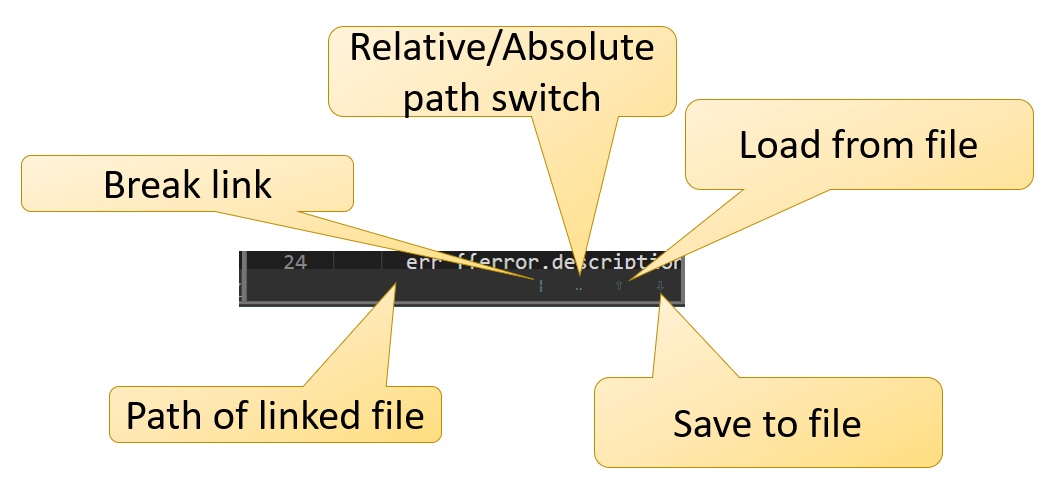 Relative/Absolute
path switch
Load from file
Break link
24 err fferror.description
.. ⇧ ⇩
Path of linked file
Save to file